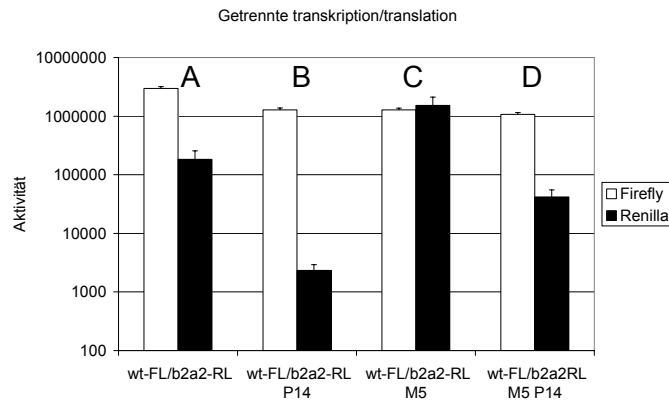 Getrennte transkription/translation
10000000
1000000
100000
10000
1000
100
Aktivität
A
B
C
D
wt-FL/b2a2-RL
wt-FL/b2a2-RL
P14
wt-FL/b2a2-RL
M5
wt-FL/b2a2RL
M5 P14
Firefly
Renilla